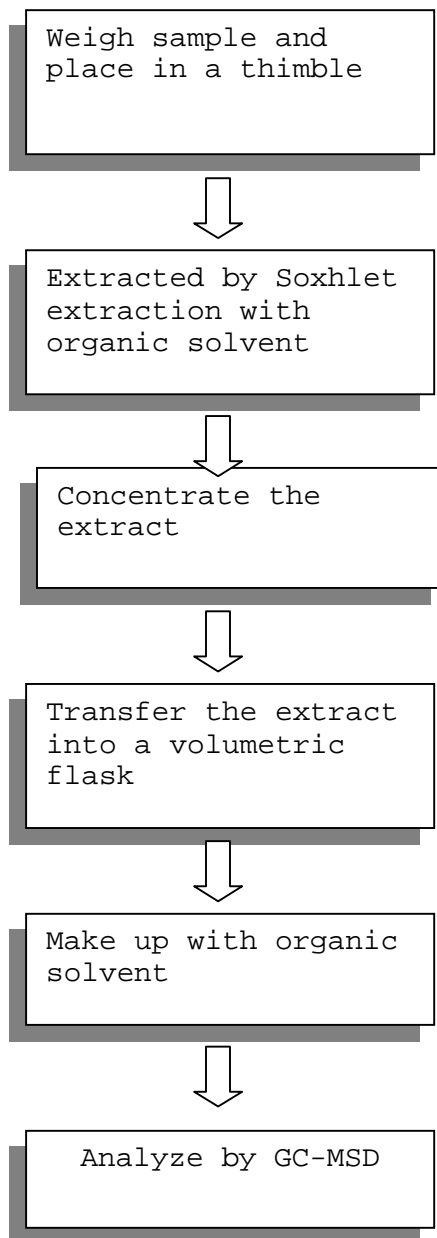 Weigh sample and
place in a thimble
Extracted by Soxhlet
extraction with
organic solvent
Concentrate the
extract
Transfer the extract
into a volumetric
flask
Make up with organic
solvent
Analyze by GC-MSD